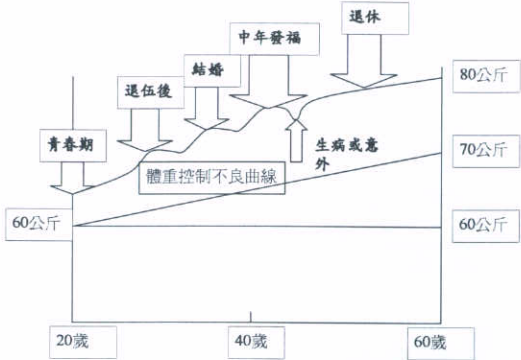 退休
中年發福
80公斤
結婚
退伍後
青春期
生病或意
外
70公斤
體重控制不良曲線
60公斤
60公斤
20歲
40歲
60歲